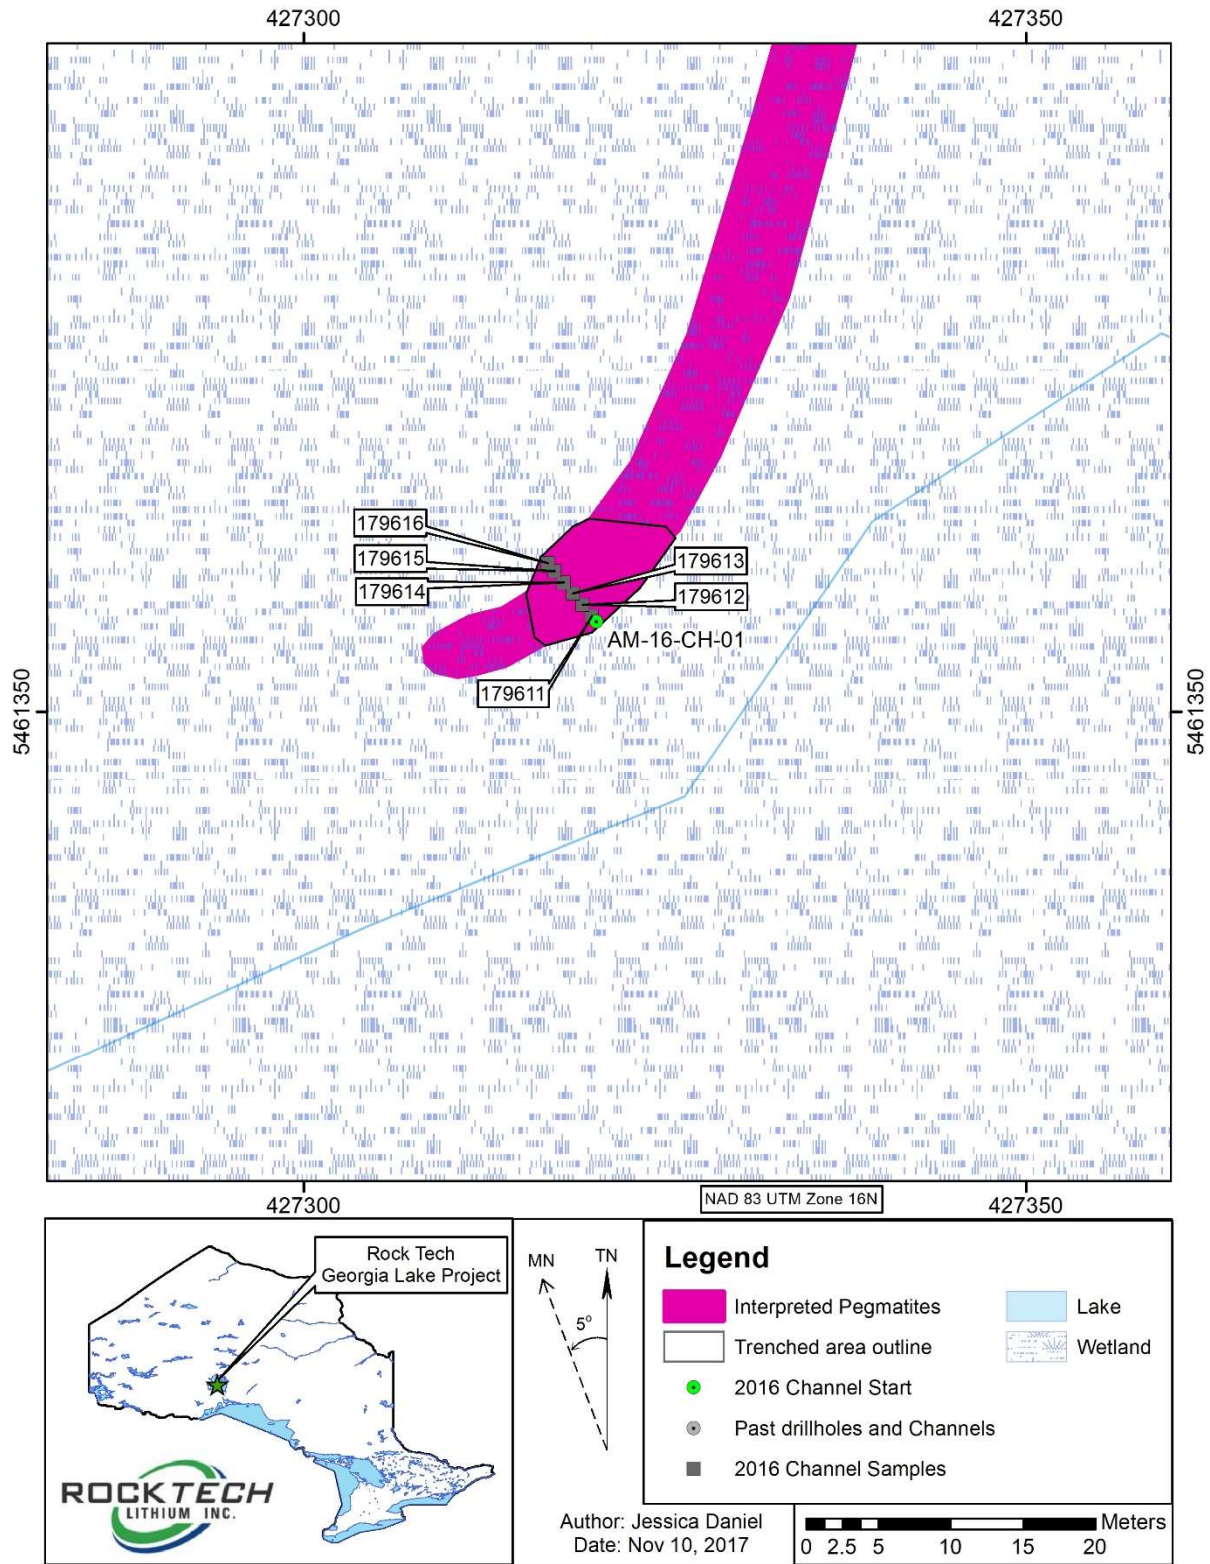 427300
427350
179616
179615
179614
179613
179612
AM-16-CH-01
179611
5461350
5461350
427300
NAD 83 UTM Zone 16N
427350
Rock Tech
Georgia Lake Project
ROCKTECH
LITHIUM INC.
MN
TN
5°
Author: Jessica Daniel
Date: Nov 10, 2017
Legend
Interpreted Pegmatites
Lake
Trenched area outline
Wetland
2016 Channel Start
Past drillholes and Channels
2016 Channel Samples
Meters
0 2.5 5 10 15 20